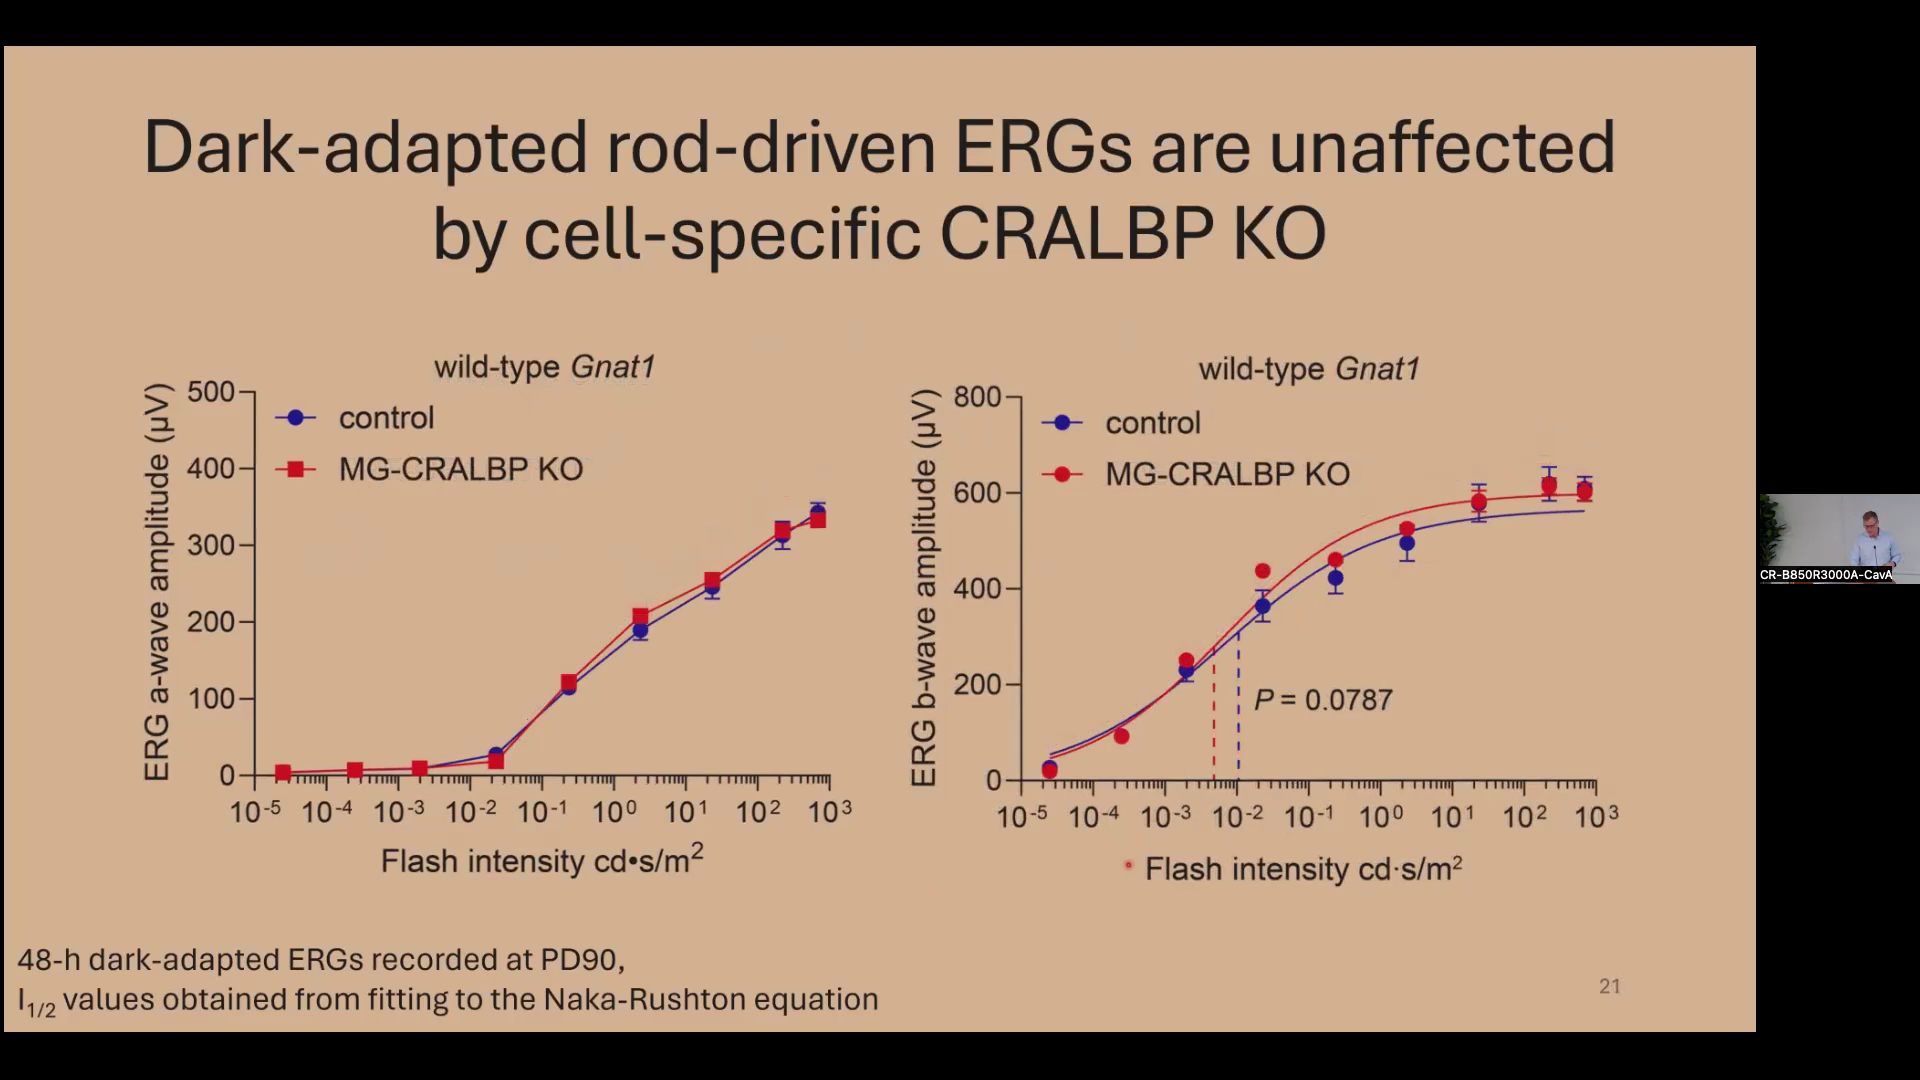 Dark-adapted rod-driven ERGs are unaffected
by cell-specific CRALBP KO
wild-type Gnat1
control
MG-CRALBP KO
ERG a-wave amplitude (µV)
500
400
300
200
100
0
10⁻⁵ 10⁻⁴ 10⁻³ 10⁻² 10⁻¹ 10⁰ 10¹ 10² 10³
Flash intensity cd•s/m²
wild-type Gnat1
control
MG-CRALBP KO
ERG b-wave amplitude (µV)
800
600
400
200
0
P = 0.0787
10⁻⁵ 10⁻⁴ 10⁻³ 10⁻² 10⁻¹ 10⁰ 10¹ 10² 10³
Flash intensity cd·s/m²
48-h dark-adapted ERGs recorded at PD90,
I₁/₂ values obtained from fitting to the Naka-Rushton equation
21
CR-B850R3000A-CavA